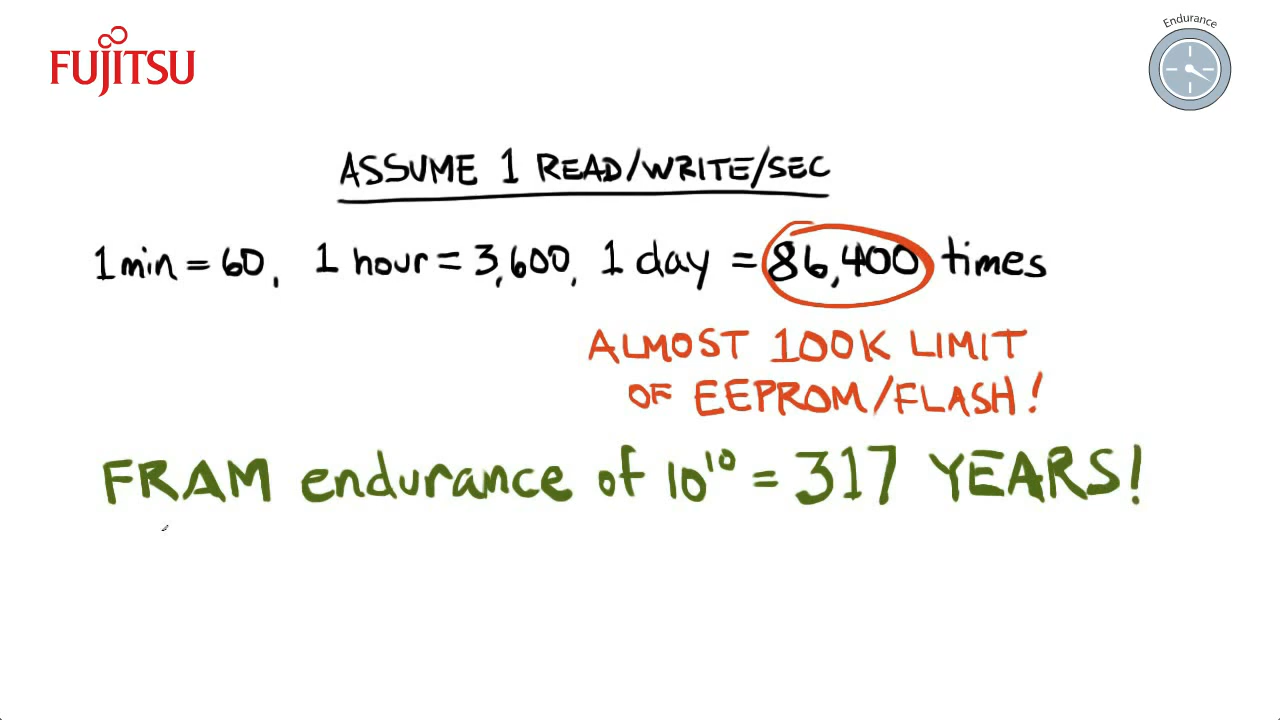 FUJITSU
Endurance
ASSUME 1 READ/WRITE/SEC
1 min = 60, 1 hour = 3,600, 1 day = 86,400 times
ALMOST 100K LIMIT
OF EEPROM/FLASH!
FRAM endurance of 10¹⁰ = 317 YEARS!